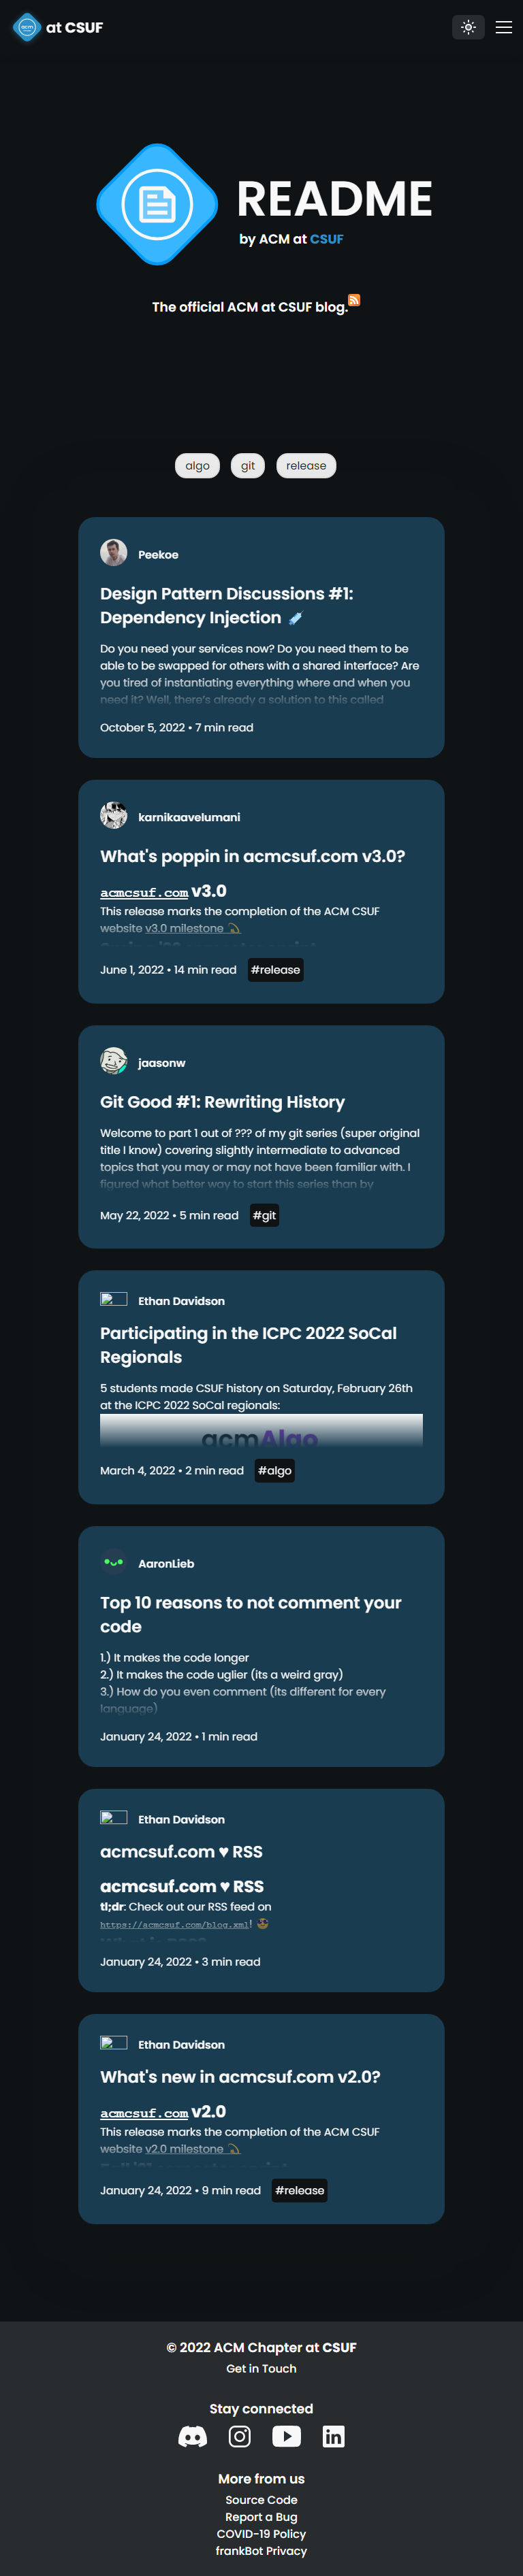 acm
at CSUF
README
by ACM at CSUF
The official ACM at CSUF blog.
algo git release
Peekoe
Design Pattern Discussions #1:
Dependency Injection 💉
Do you need your services now? Do you need them to be
able to be swapped for others with a shared interface? Are
you tired of instantiating everything where and when you
need it? Well, there's already a solution to this called
October 5, 2022 • 7 min read
karnikaavelumani
What's poppin in acmcsuf.com v3.0?
acmcsuf.com v3.0
This release marks the completion of the ACM CSUF
website v3.0 milestone 💫
June 1, 2022 • 14 min read #release
jaasonw
Git Good #1: Rewriting History
Welcome to part 1 out of ??? of my git series (super original
title I know) covering slightly intermediate to advanced
topics that you may or may not have been familiar with. I
figured what better way to start this series than by
May 22, 2022 • 5 min read #git
Ethan Davidson
Participating in the ICPC 2022 SoCal
Regionals
5 students made CSUF history on Saturday, February 26th
at the ICPC 2022 SoCal regionals:
acmAlgo
March 4, 2022 • 2 min read #algo
AaronLieb
Top 10 reasons to not comment your
code
1.) It makes the code longer
2.) It makes the code uglier (its a weird gray)
3.) How do you even comment (its different for every
language)
January 24, 2022 • 1 min read
Ethan Davidson
acmcsuf.com ♥ RSS
acmcsuf.com ♥ RSS
tl;dr: Check out our RSS feed on
https://acmcsuf.com/blog.xml! 🤩
January 24, 2022 • 3 min read
Ethan Davidson
What's new in acmcsuf.com v2.0?
acmcsuf.com v2.0
This release marks the completion of the ACM CSUF
website v2.0 milestone 💫
January 24, 2022 • 9 min read #release
© 2022 ACM Chapter at CSUF
Get in Touch
Stay connected
More from us
Source Code
Report a Bug
COVID-19 Policy
frankBot Privacy